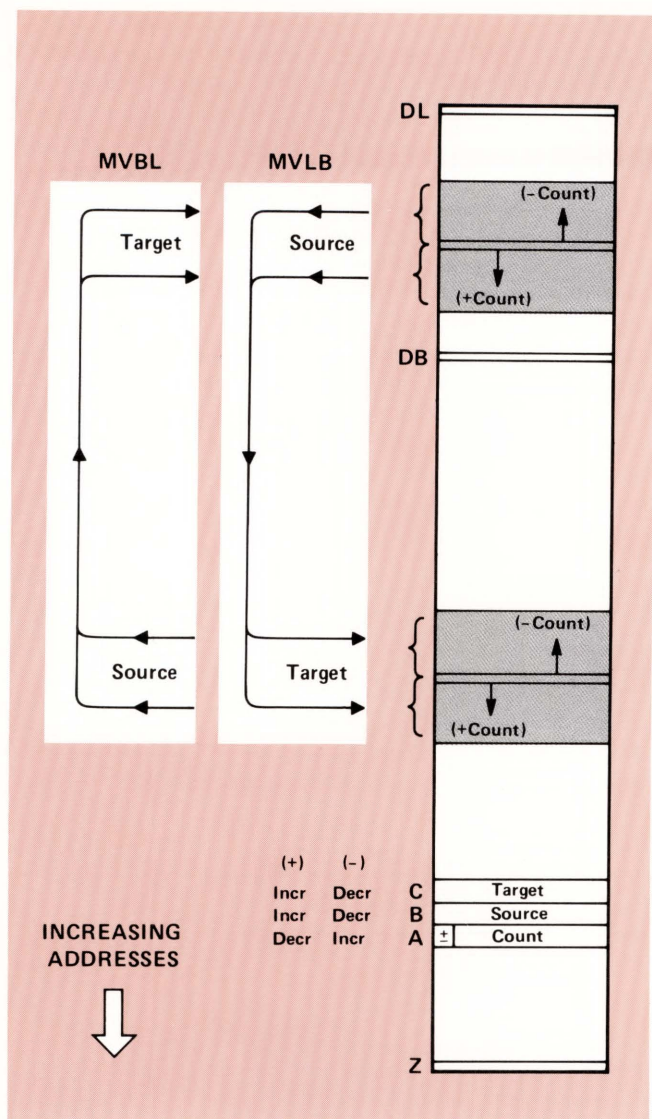 DL
MVBL MVLB
(–Count)
Target Source
(+Count)
DB
(–Count)
Source Target
(+Count)
(+) (–)
Incr Decr C Target
Incr Decr B Source
Decr Incr A ± Count
INCREASING
ADDRESSES
Z